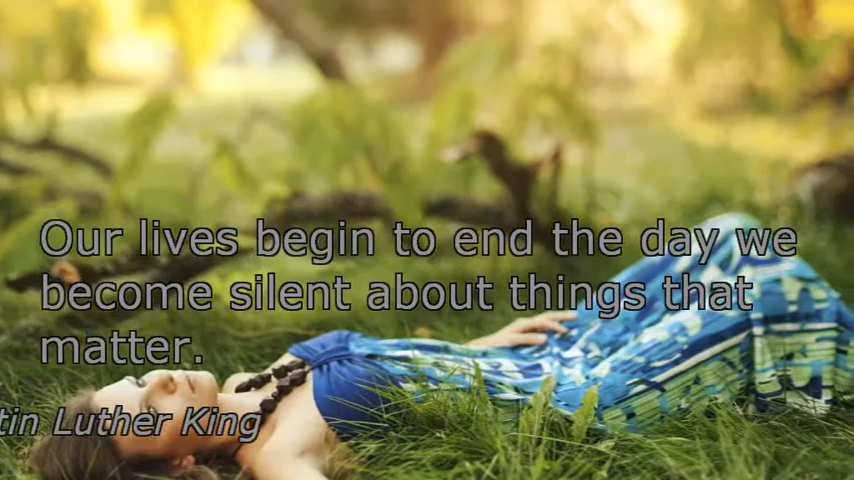 Our lives begin to end the day we
become silent about things that
matter.
tin Luther King